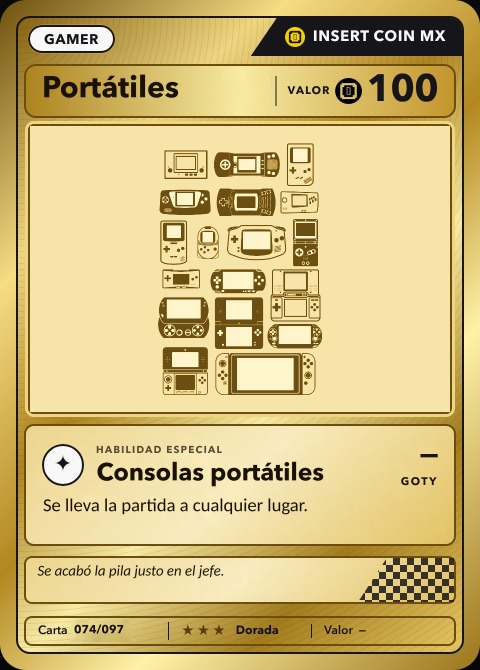 GAMER
INSERT COIN MX
Portátiles
VALOR 100
HABILIDAD ESPECIAL
Consolas portátiles
—
GOTY
Se lleva la partida a cualquier lugar.
Se acabó la pila justo en el jefe.
Carta 074/097 ★ ★ ★ Dorada Valor —